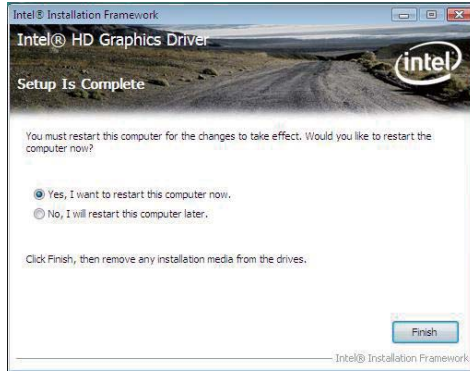 Intel® Installation Framework
Intel® HD Graphics Driver
intel
Setup Is Complete
You must restart this computer for the changes to take effect. Would you like to restart the
computer now?
Yes, I want to restart this computer now.
No, I will restart this computer later.
Click Finish, then remove any installation media from the drives.
Finish
Intel® Installation Framework